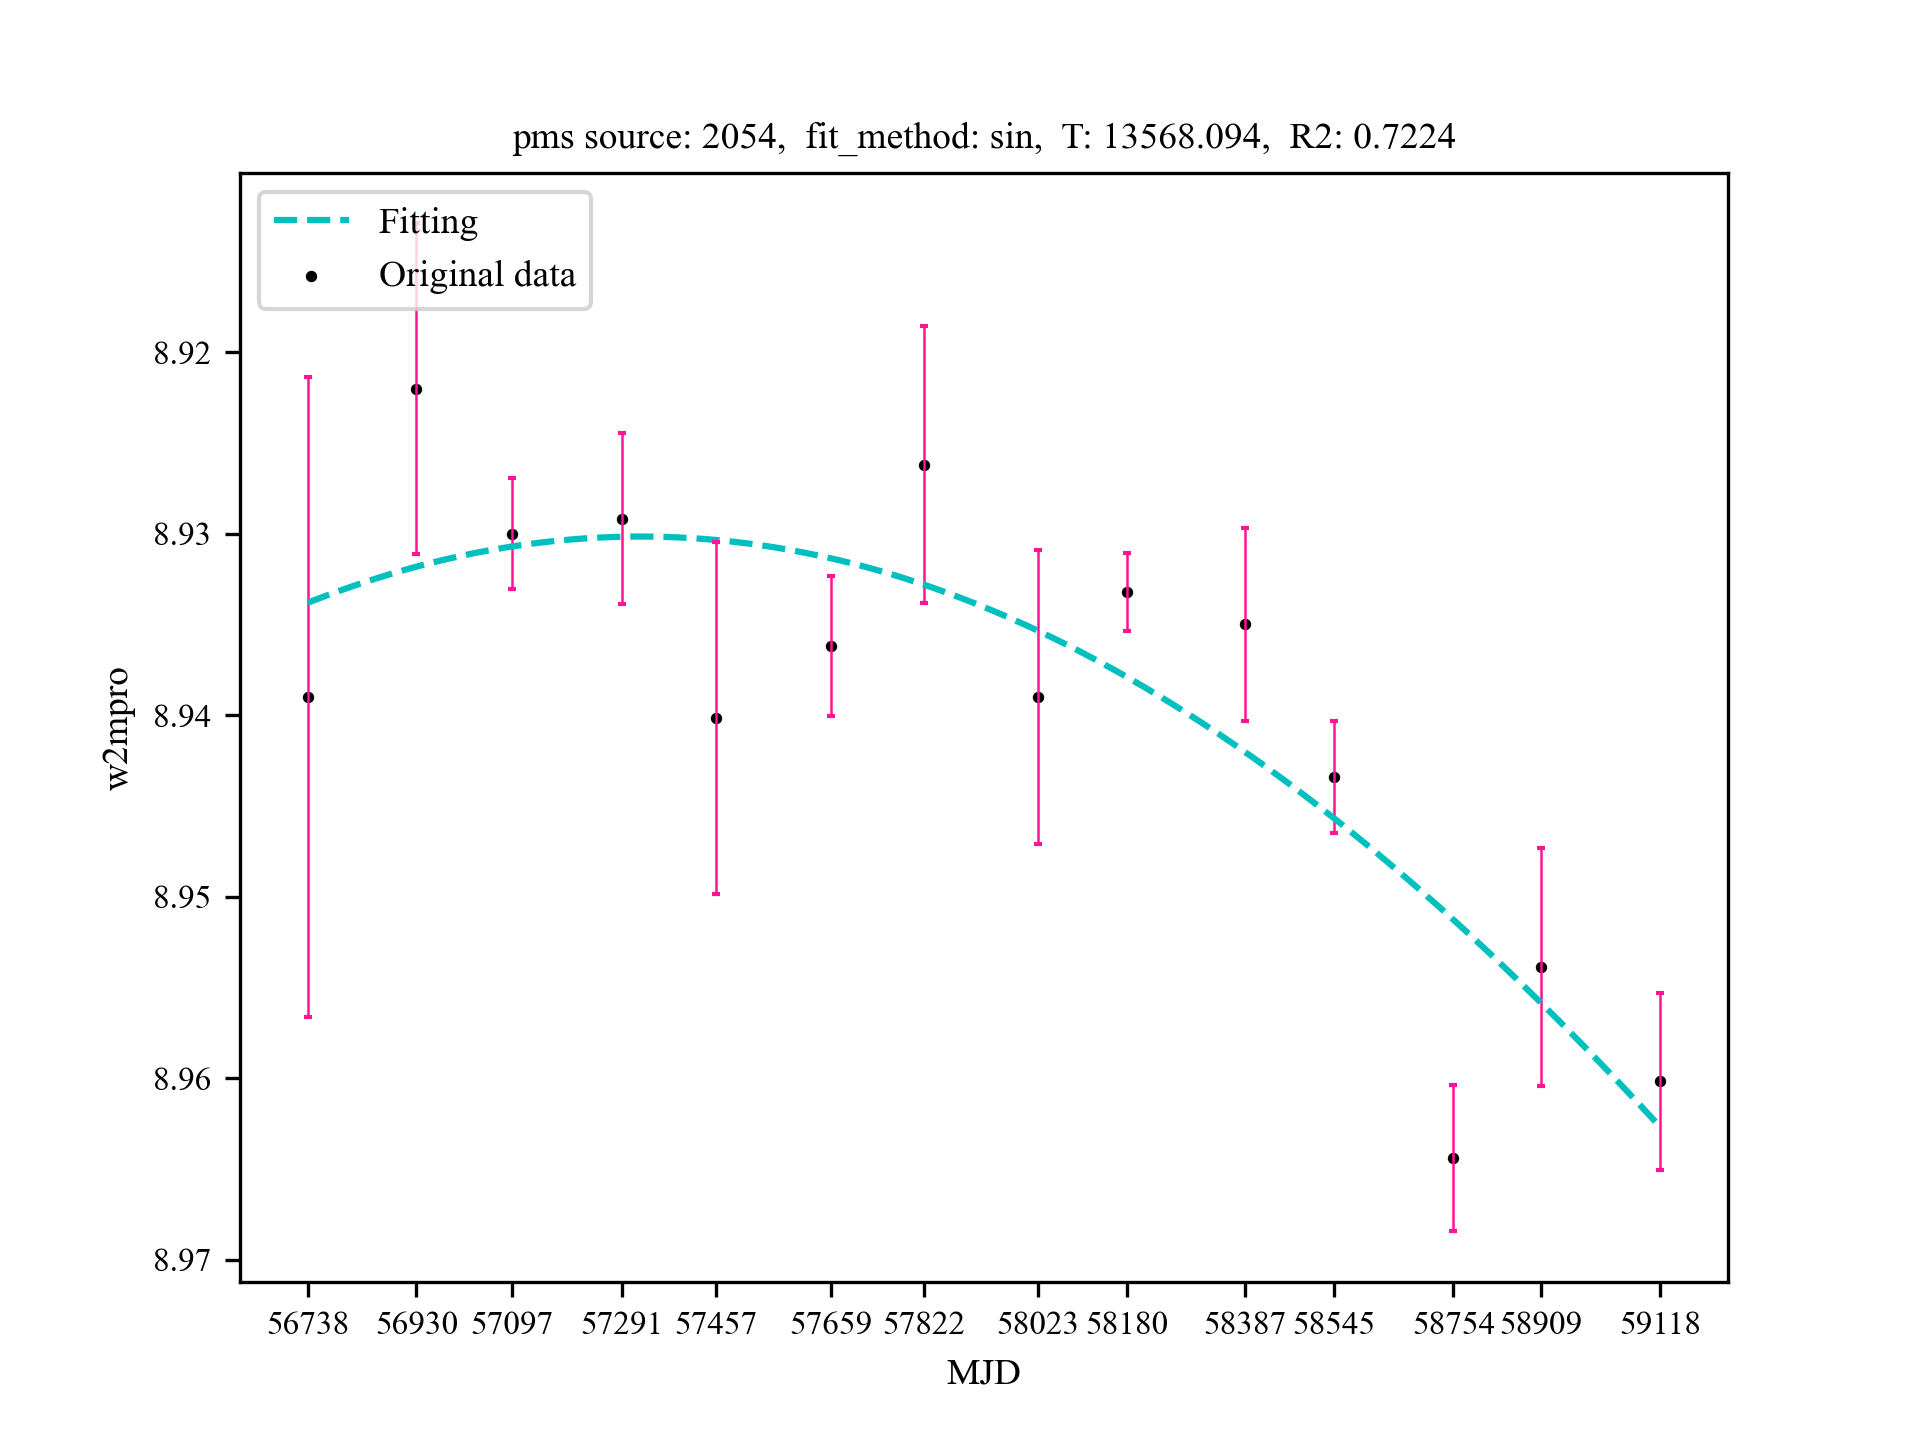 pms source: 2054,  fit_method: sin,  T: 13568.094,  R2: 0.7224
Fitting
Original data
8.92
8.93
8.94
8.95
8.96
8.97
w2mpro
56738 56930 57097 57291 57457 57659 57822 58023 58180 58387 58545 58754 58909 59118
MJD